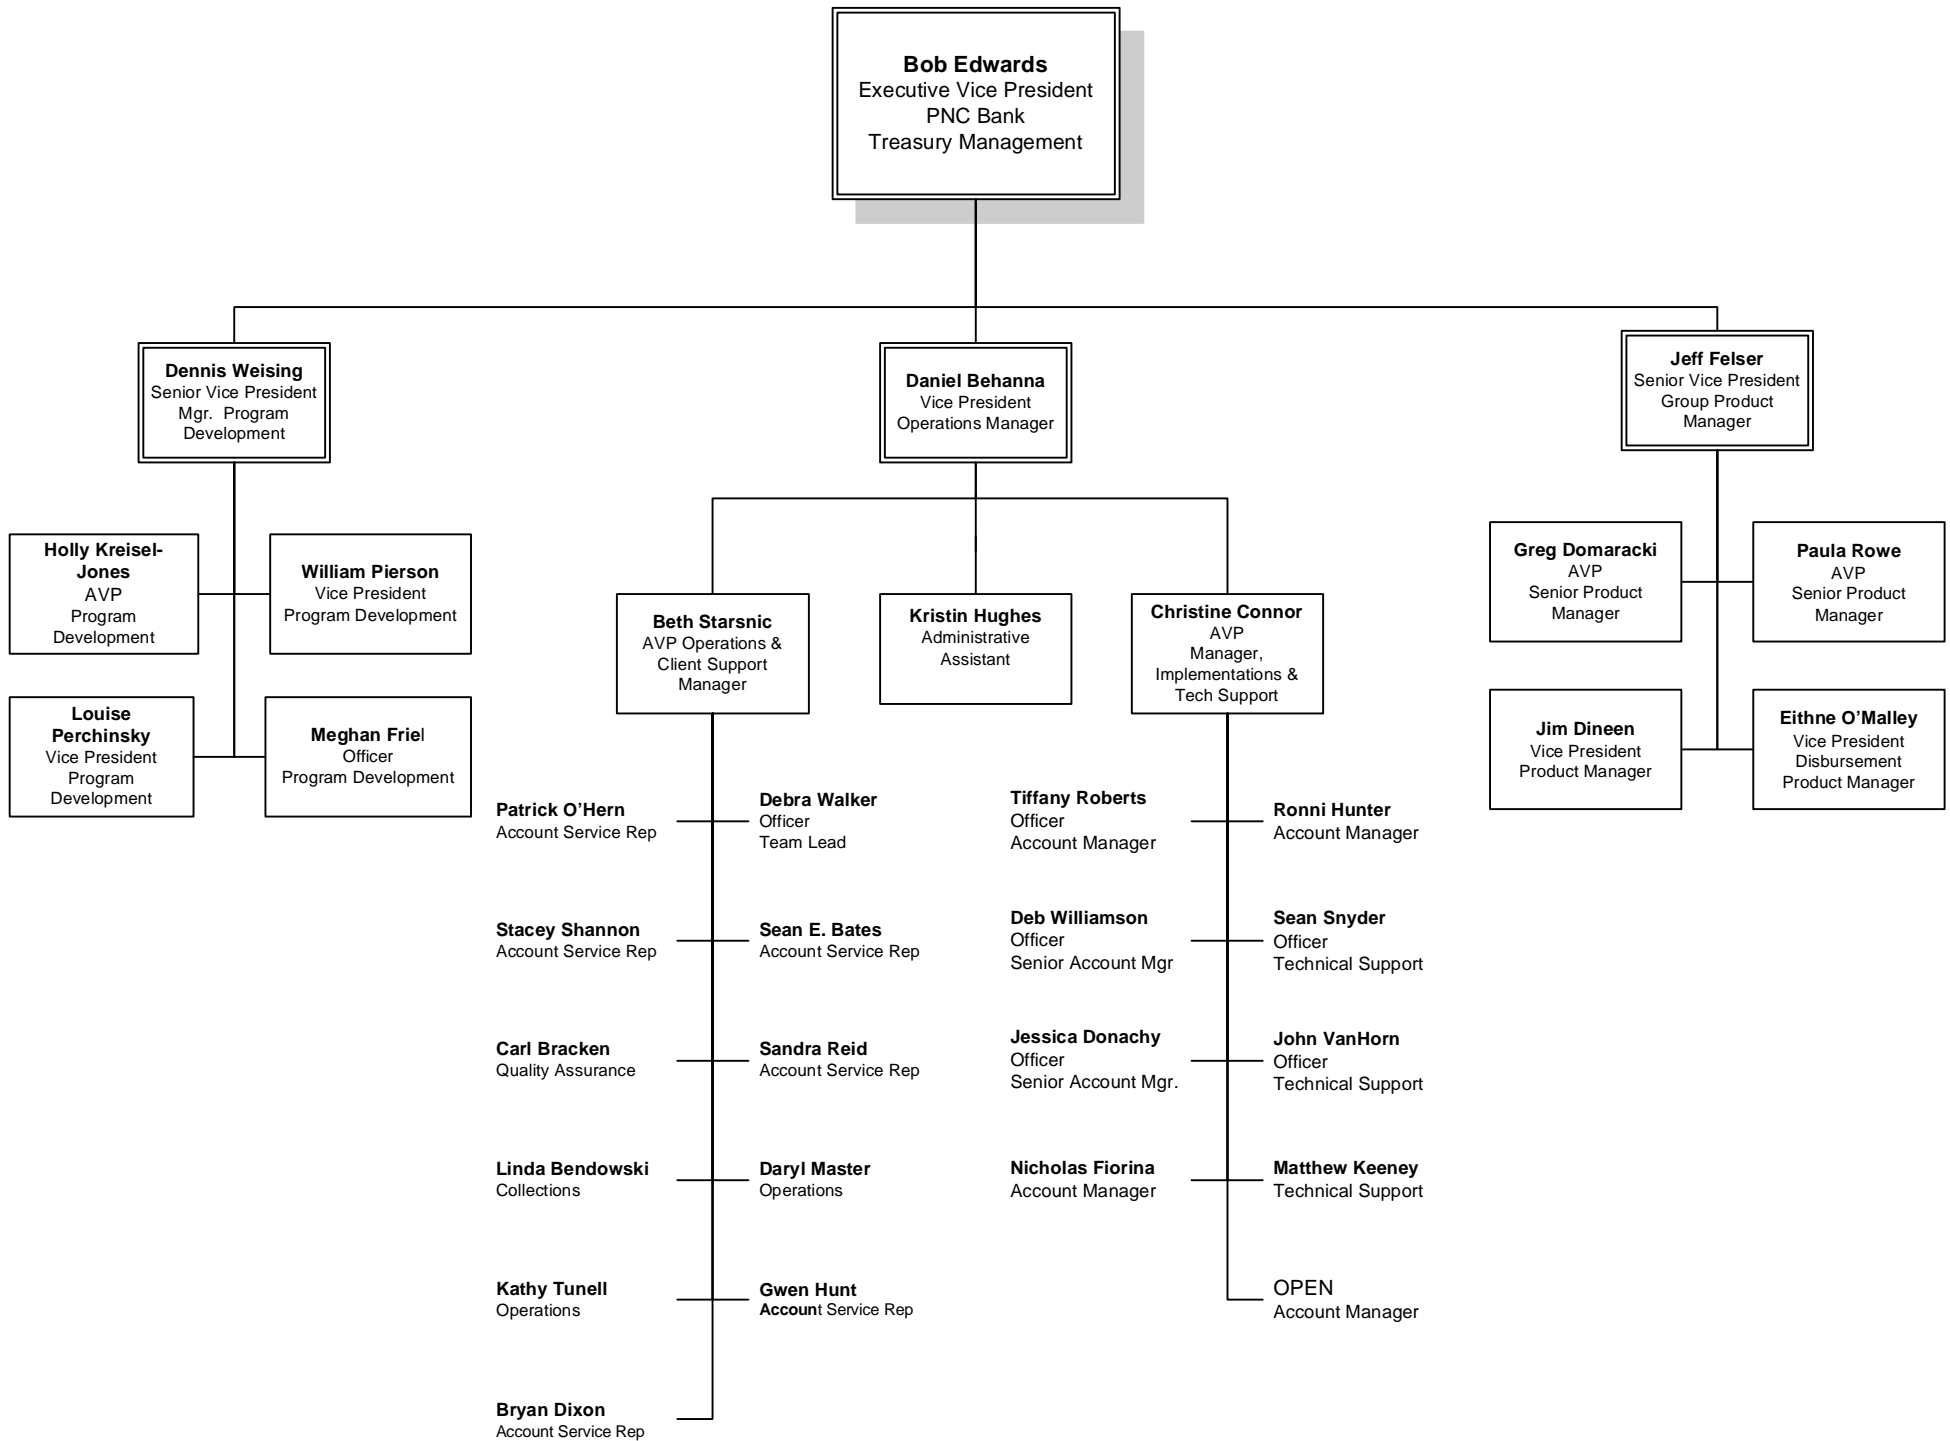 Bob Edwards
Executive Vice President
PNC Bank
Treasury Management
Dennis Weising
Senior Vice President
Mgr. Program
Development
Daniel Behanna
Vice President
Operations Manager
Jeff Felser
Senior Vice President
Group Product
Manager
Holly Kreisel-
Jones
AVP
Program
Development
William Pierson
Vice President
Program Development
Louise
Perchinsky
Vice President
Program
Development
Meghan Friel
Officer
Program Development
Beth Starsnic
AVP Operations &
Client Support
Manager
Kristin Hughes
Administrative
Assistant
Christine Connor
AVP
Manager,
Implementations &
Tech Support
Greg Domaracki
AVP
Senior Product
Manager
Paula Rowe
AVP
Senior Product
Manager
Jim Dineen
Vice President
Product Manager
Eithne O’Malley
Vice President
Disbursement
Product Manager
Patrick O’Hern
Account Service Rep
Debra Walker
Officer
Team Lead
Stacey Shannon
Account Service Rep
Sean E. Bates
Account Service Rep
Carl Bracken
Quality Assurance
Sandra Reid
Account Service Rep
Linda Bendowski
Collections
Daryl Master
Operations
Kathy Tunell
Operations
Gwen Hunt
Account Service Rep
Bryan Dixon
Account Service Rep
Tiffany Roberts
Officer
Account Manager
Ronni Hunter
Account Manager
Deb Williamson
Officer
Senior Account Mgr
Sean Snyder
Officer
Technical Support
Jessica Donachy
Officer
Senior Account Mgr.
John VanHorn
Officer
Technical Support
Nicholas Fiorina
Account Manager
Matthew Keeney
Technical Support
OPEN
Account Manager